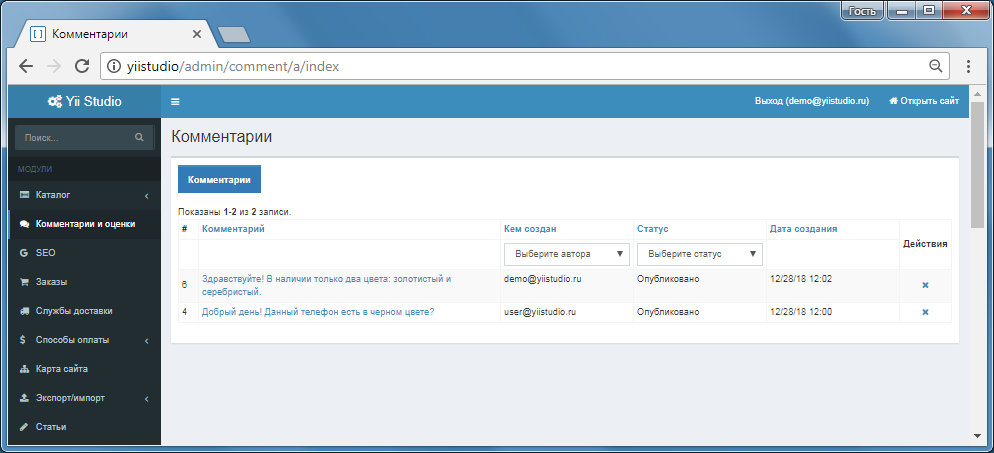 Гость
Комментарии
yiistudio/admin/comment/a/index
Yii Studio
Выход (demo@yiistudio.ru)
Открыть сайт
Поиск...
МОДУЛИ
Каталог
Комментарии и оценки
SEO
Заказы
Службы доставки
Способы оплаты
Карта сайта
Экспорт/импорт
Статьи
Комментарии
Комментарии
Показаны 1-2 из 2 записи.
# Комментарий Кем создан Статус Дата создания Действия
Выберите автора Выберите статус
6 Здравствуйте! В наличии только два цвета: золотистый и demo@yiistudio.ru Опубликовано 12/28/18 12:02
серебристый.
4 Добрый день! Данный телефон есть в черном цвете? user@yiistudio.ru Опубликовано 12/28/18 12:00